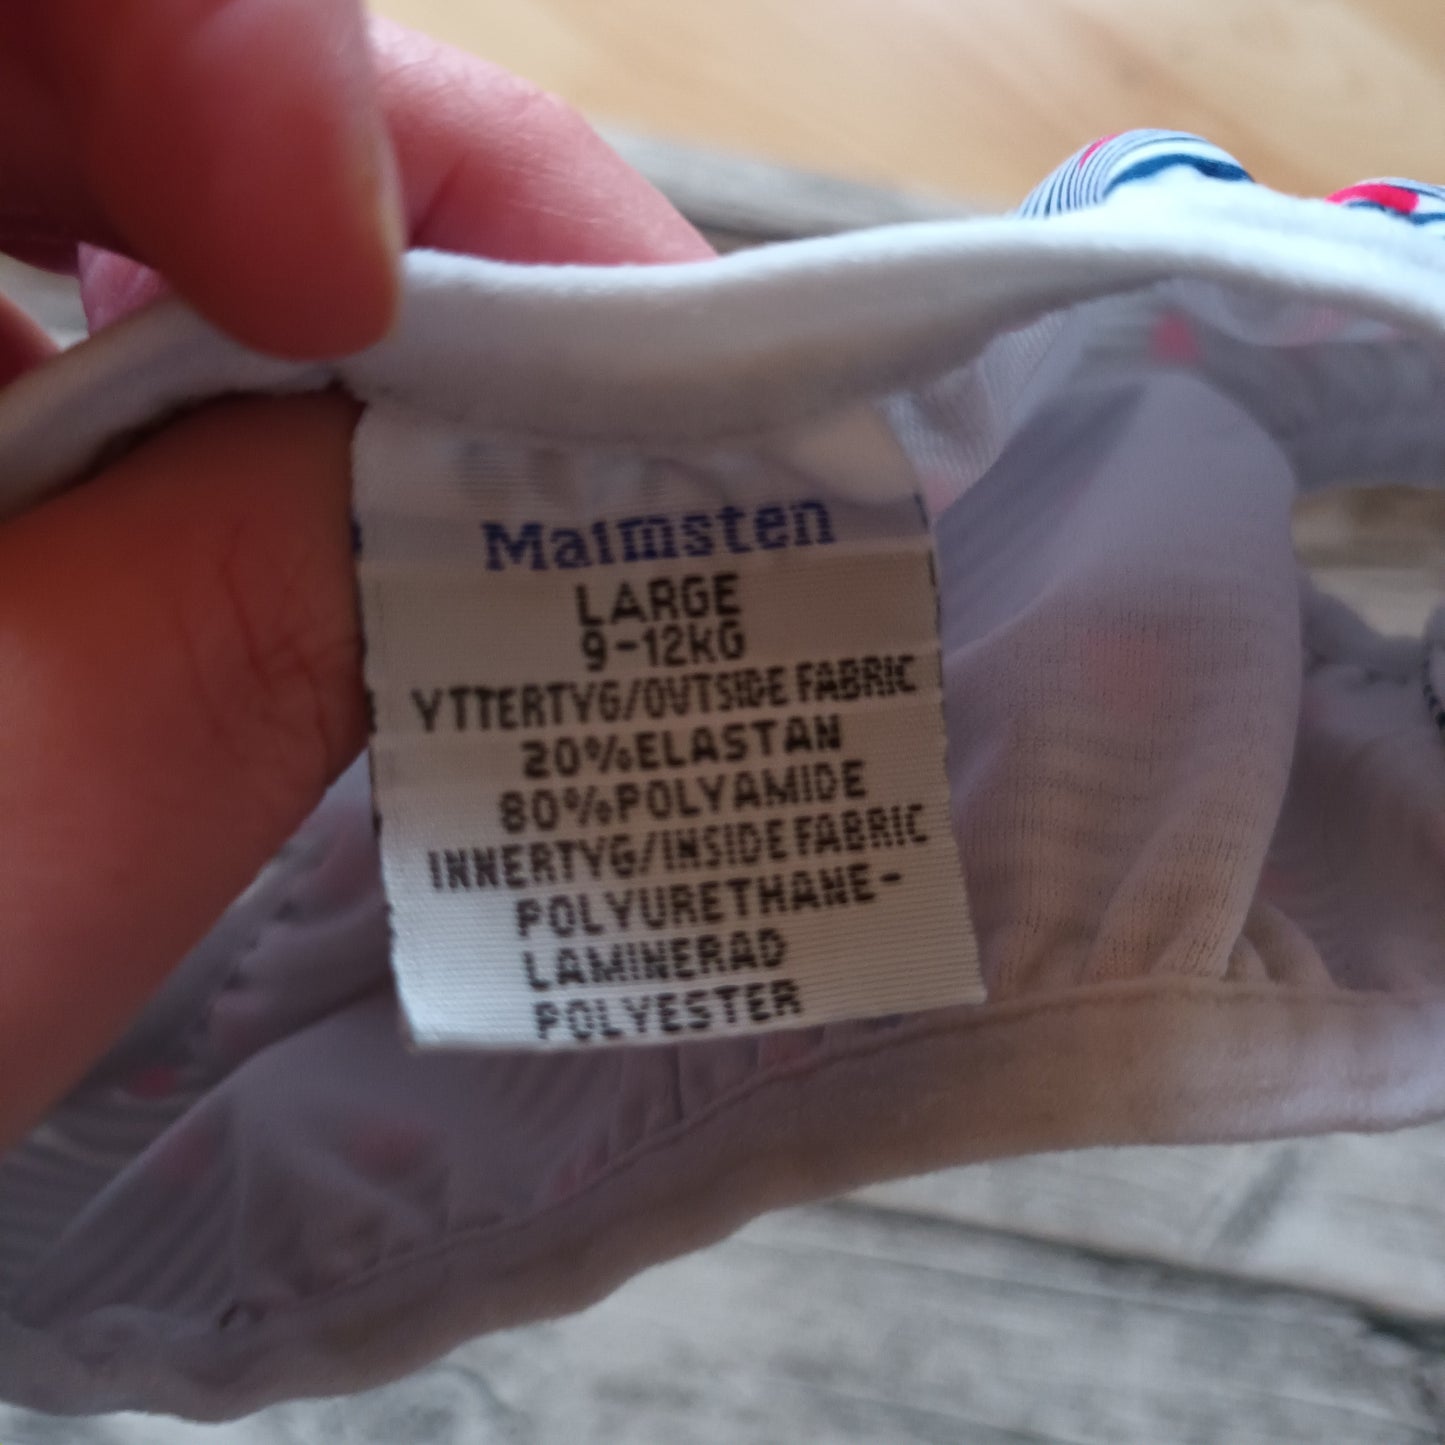 Malmsten
LARGE
9-12KG
YTTERTYG/OUTSIDE FABRIC
20%ELASTAN
80%POLYAMIDE
INNERTYG/INSIDE FABRIC
POLYURETHANE-
LAMINERAD
POLYESTER